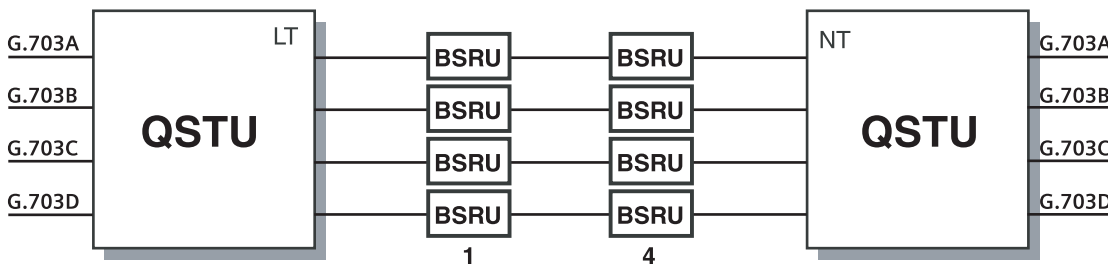 LT
NT
G.703A
G.703A
BSRU
BSRU
G.703B
G.703B
BSRU
BSRU
QSTU
QSTU
G.703C
G.703C
BSRU
BSRU
G.703D
G.703D
BSRU
BSRU
1
4